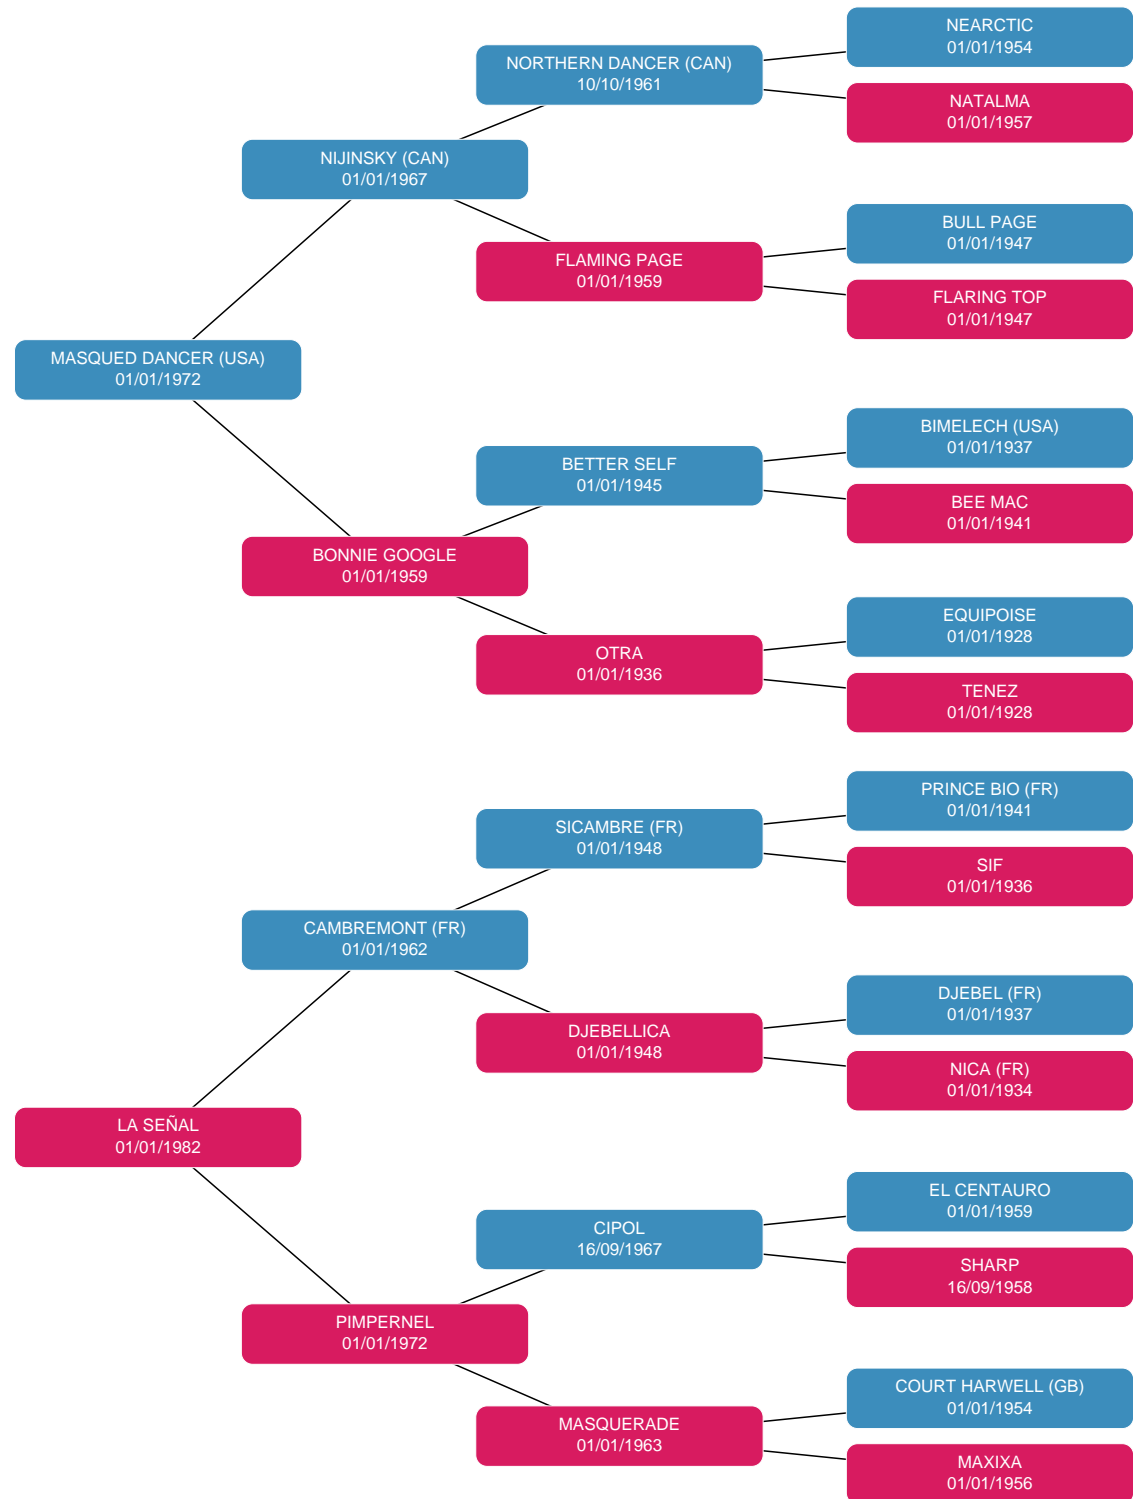 NEARCTIC
01/01/1954
NORTHERN DANCER (CAN)
10/10/1961
NATALMA
01/01/1957
NIJINSKY (CAN)
01/01/1967
BULL PAGE
01/01/1947
FLAMING PAGE
01/01/1959
FLARING TOP
01/01/1947
MASQUED DANCER (USA)
01/01/1972
BIMELECH (USA)
01/01/1937
BETTER SELF
01/01/1945
BEE MAC
01/01/1941
BONNIE GOOGLE
01/01/1959
EQUIPOISE
01/01/1928
OTRA
01/01/1936
TENEZ
01/01/1928
PRINCE BIO (FR)
01/01/1941
SICAMBRE (FR)
01/01/1948
SIF
01/01/1936
CAMBREMONT (FR)
01/01/1962
DJEBEL (FR)
01/01/1937
DJEBELLICA
01/01/1948
NICA (FR)
01/01/1934
LA SEÑAL
01/01/1982
EL CENTAURO
01/01/1959
CIPOL
16/09/1967
SHARP
16/09/1958
PIMPERNEL
01/01/1972
COURT HARWELL (GB)
01/01/1954
MASQUERADE
01/01/1963
MAXIXA
01/01/1956